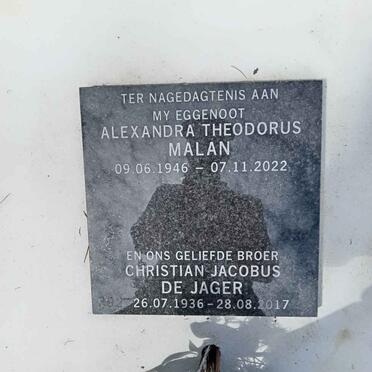 TER NAGEDAGTENIS AAN
MY EGGENOOT
ALEXANDRA THEODORUS
MALAN
09.06.1946 – 07.11.2022
EN ONS GELIEFDE BROER
CHRISTIAN JACOBUS
DE JAGER
26.07.1936 – 28.08.2017